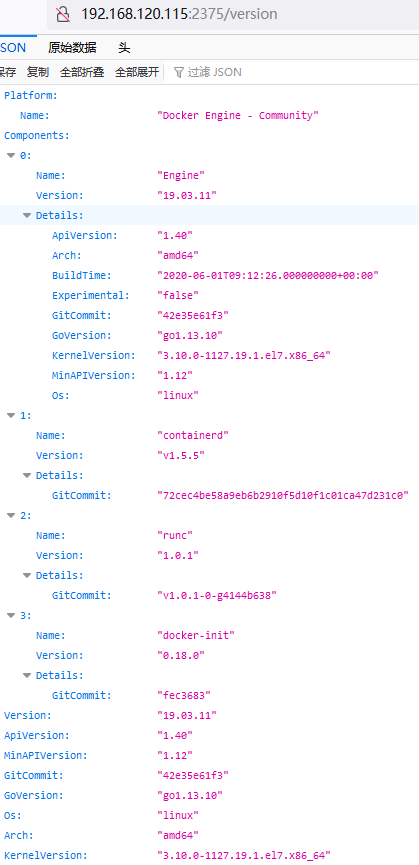 192.168.120.115:2375/version
SON 原始数据 头
保存 复制 全部折叠 全部展开 过滤 JSON
Platform:
Name: "Docker Engine - Community"
Components:
0:
Name: "Engine"
Version: "19.03.11"
Details:
ApiVersion: "1.40"
Arch: "amd64"
BuildTime: "2020-06-01T09:12:26.000000000+00:00"
Experimental: "false"
GitCommit: "42e35e61f3"
GoVersion: "go1.13.10"
KernelVersion: "3.10.0-1127.19.1.el7.x86_64"
MinAPIVersion: "1.12"
Os: "linux"
1:
Name: "containerd"
Version: "v1.5.5"
Details:
GitCommit: "72cec4be58a9eb6b2910f5d10f1c01ca47d231c0"
2:
Name: "runc"
Version: "1.0.1"
Details:
GitCommit: "v1.0.1-0-g4144b638"
3:
Name: "docker-init"
Version: "0.18.0"
Details:
GitCommit: "fec3683"
Version: "19.03.11"
ApiVersion: "1.40"
MinAPIVersion: "1.12"
GitCommit: "42e35e61f3"
GoVersion: "go1.13.10"
Os: "linux"
Arch: "amd64"
KernelVersion: "3.10.0-1127.19.1.el7.x86_64"